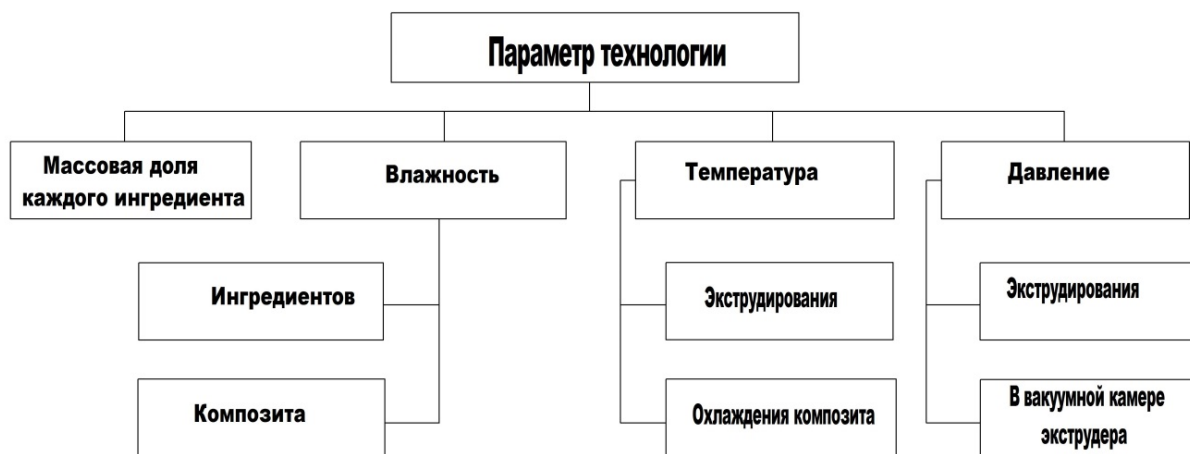 Параметр технологии
Массовая доля
каждого ингредиента
Влажность
Температура
Давление
Ингредиентов
Экструдирования
Экструдирования
Композита
Охлаждения композита
В вакуумной камере
экструдера